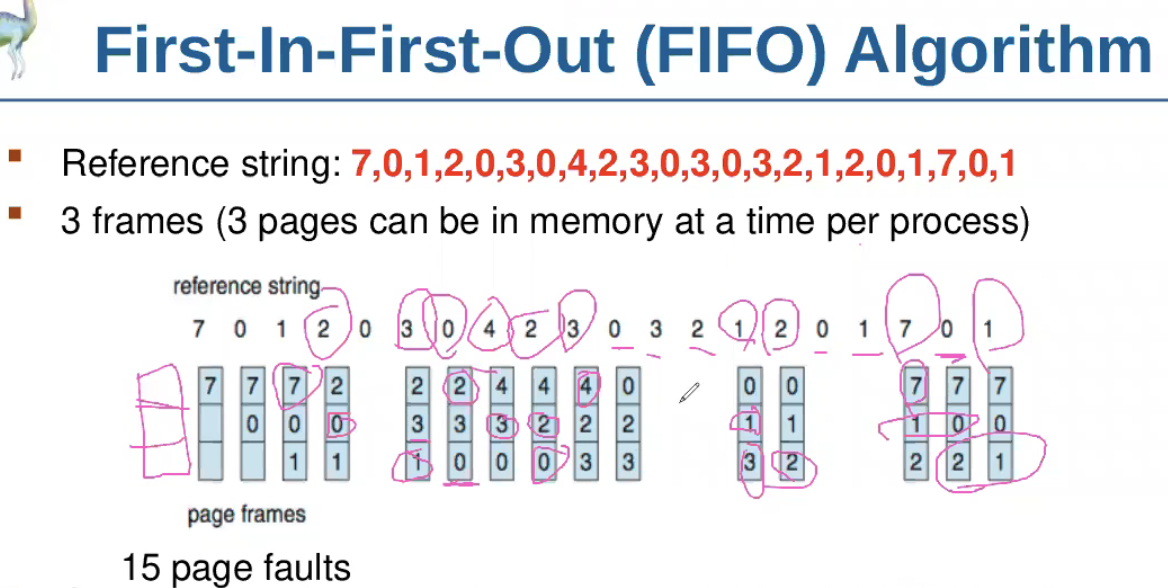 First-In-First-Out (FIFO) Algorithm
Reference string: 7,0,1,2,0,3,0,4,2,3,0,3,0,3,2,1,2,0,1,7,0,1
3 frames (3 pages can be in memory at a time per process)
reference string
7 0 1 2 0 3 0 4 2 3 0 3 2 1 2 0 1 7 0 1
7 7 7 2 2 2 4 4 4 0 0 0 7 7 7
0 0 0 3 3 3 2 2 2 1 1 1 0 0
1 1 1 0 0 0 3 3 3 2 2 2 1
page frames
15 page faults